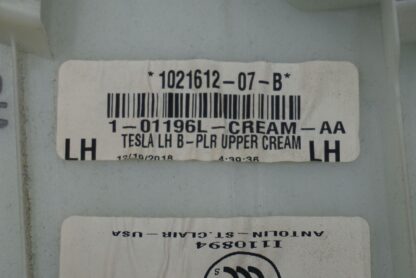 *1021612-07-B*
1-01196L-CREAM-AA
TESLA LH B-PLR UPPER CREAM
LH 12/19/2018 4:39:36 LH
I110894
ANTOLIN-ST.CLAIR-USA